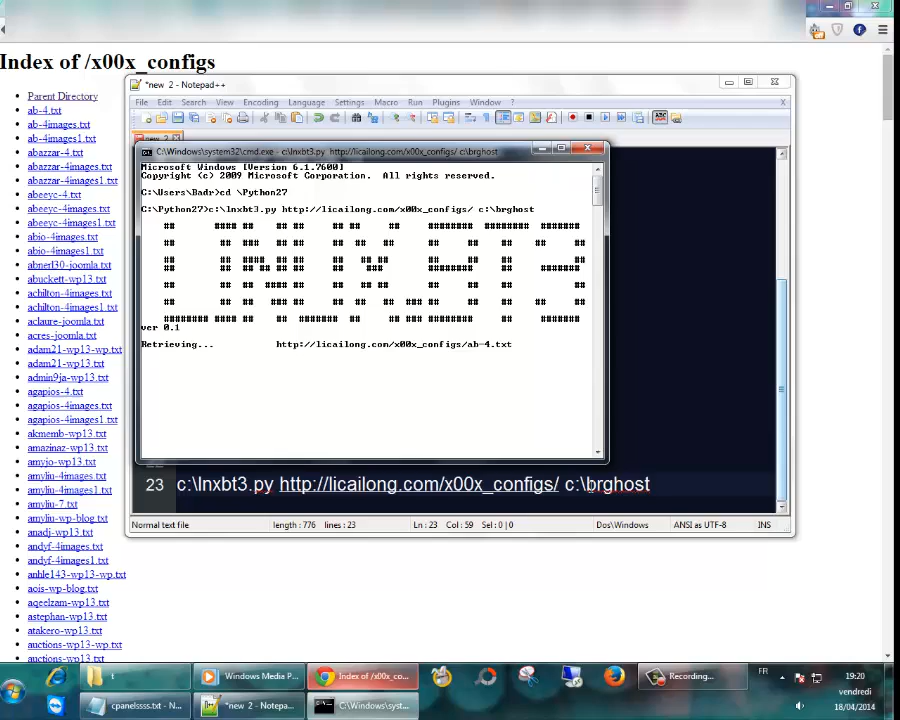 Index of /x00x_configs
Parent Directory
ab-4.txt
ab-4images.txt
ab-4images1.txt
abazzar-4.txt
abazzar-4images.txt
abazzar-4images1.txt
abeeyc-4.txt
abeeyc-4images.txt
abeeyc-4images1.txt
abio-4images.txt
abio-4images1.txt
abnerl30-joomla.txt
abuckett-wp13.txt
achilton-4images.txt
achilton-4images1.txt
aclaure-joomla.txt
acres-joomla.txt
adam21-wp13-wp.txt
adam21-wp13.txt
admin9ja-wp13.txt
agapios-4.txt
agapios-4images.txt
agapios-4images1.txt
akmemb-wp13.txt
amazinaz-wp13.txt
amyjo-wp13.txt
amyliu-4images.txt
amyliu-4images1.txt
amyliu-7.txt
amyliu-wp-blog.txt
anadj-wp13.txt
andyf-4images.txt
andyf-4images1.txt
anhle143-wp13-wp.txt
aois-wp-blog.txt
aqeelzam-wp13.txt
astephan-wp13.txt
atakero-wp13.txt
auctions-wp13-wp.txt
auctions-wp13.txt
*new 2 - Notepad++
File Edit Search View Encoding Language Settings Macro Run Plugins Window ? X
new 2
C:\Windows\system32\cmd.exe - c:\lnxbt3.py http://licailong.com/x00x_configs/ c:\brghost
Microsoft Windows [Version 6.1.7600]
Copyright (c) 2009 Microsoft Corporation. All rights reserved.
C:\Users\Badr>cd \Python27
C:\Python27>c:\lnxbt3.py http://licailong.com/x00x_configs/ c:\brghost
ver 0.1
Retrieving... http://licailong.com/x00x_configs/ab-4.txt
23 c:\lnxbt3.py http://licailong.com/x00x_configs/ c:\brghost
Normal text file length : 776 lines : 23 Ln : 23 Col : 59 Sel : 0 | 0 Dos\Windows ANSI as UTF-8 INS
t
Windows Media P...
Index of /x00x_co...
Recording...
FR
19:20
vendredi
18/04/2014
cpanelssss.txt - N...
*new 2 - Notepa...
C:\Windows\syst...